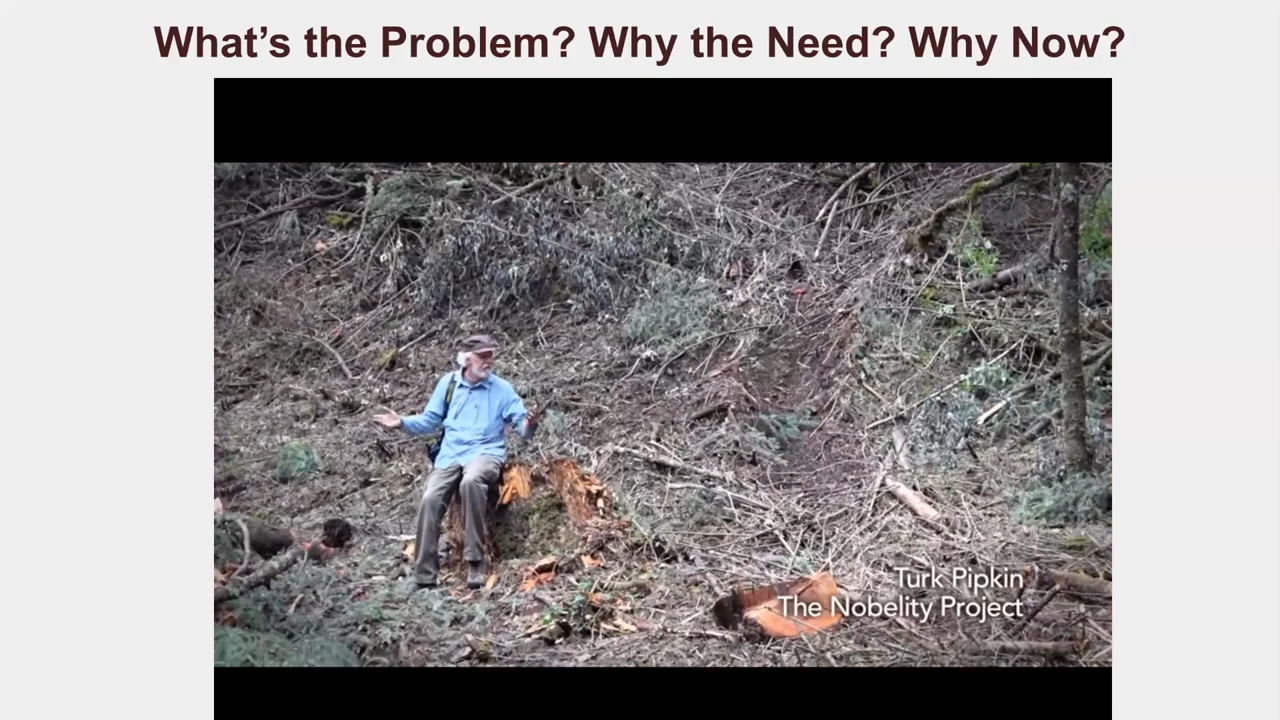 What's the Problem? Why the Need? Why Now?
Turk Pipkin
The Nobelity Project